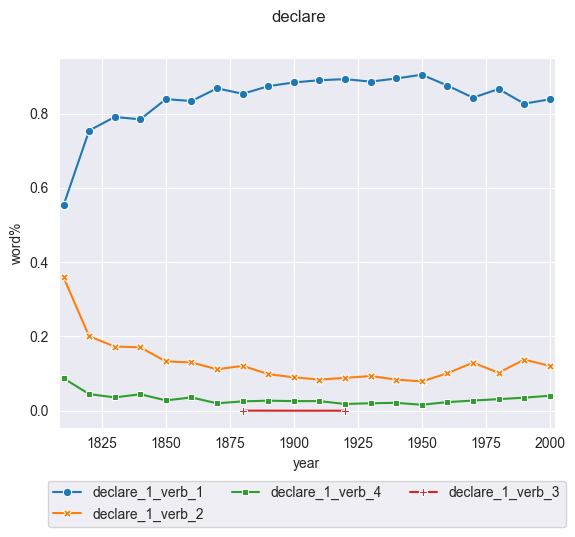 declare
word%
0.8
0.6
0.4
0.2
0.0
1825 1850 1875 1900 1925 1950 1975 2000
year
declare_1_verb_1 declare_1_verb_4 declare_1_verb_3
declare_1_verb_2